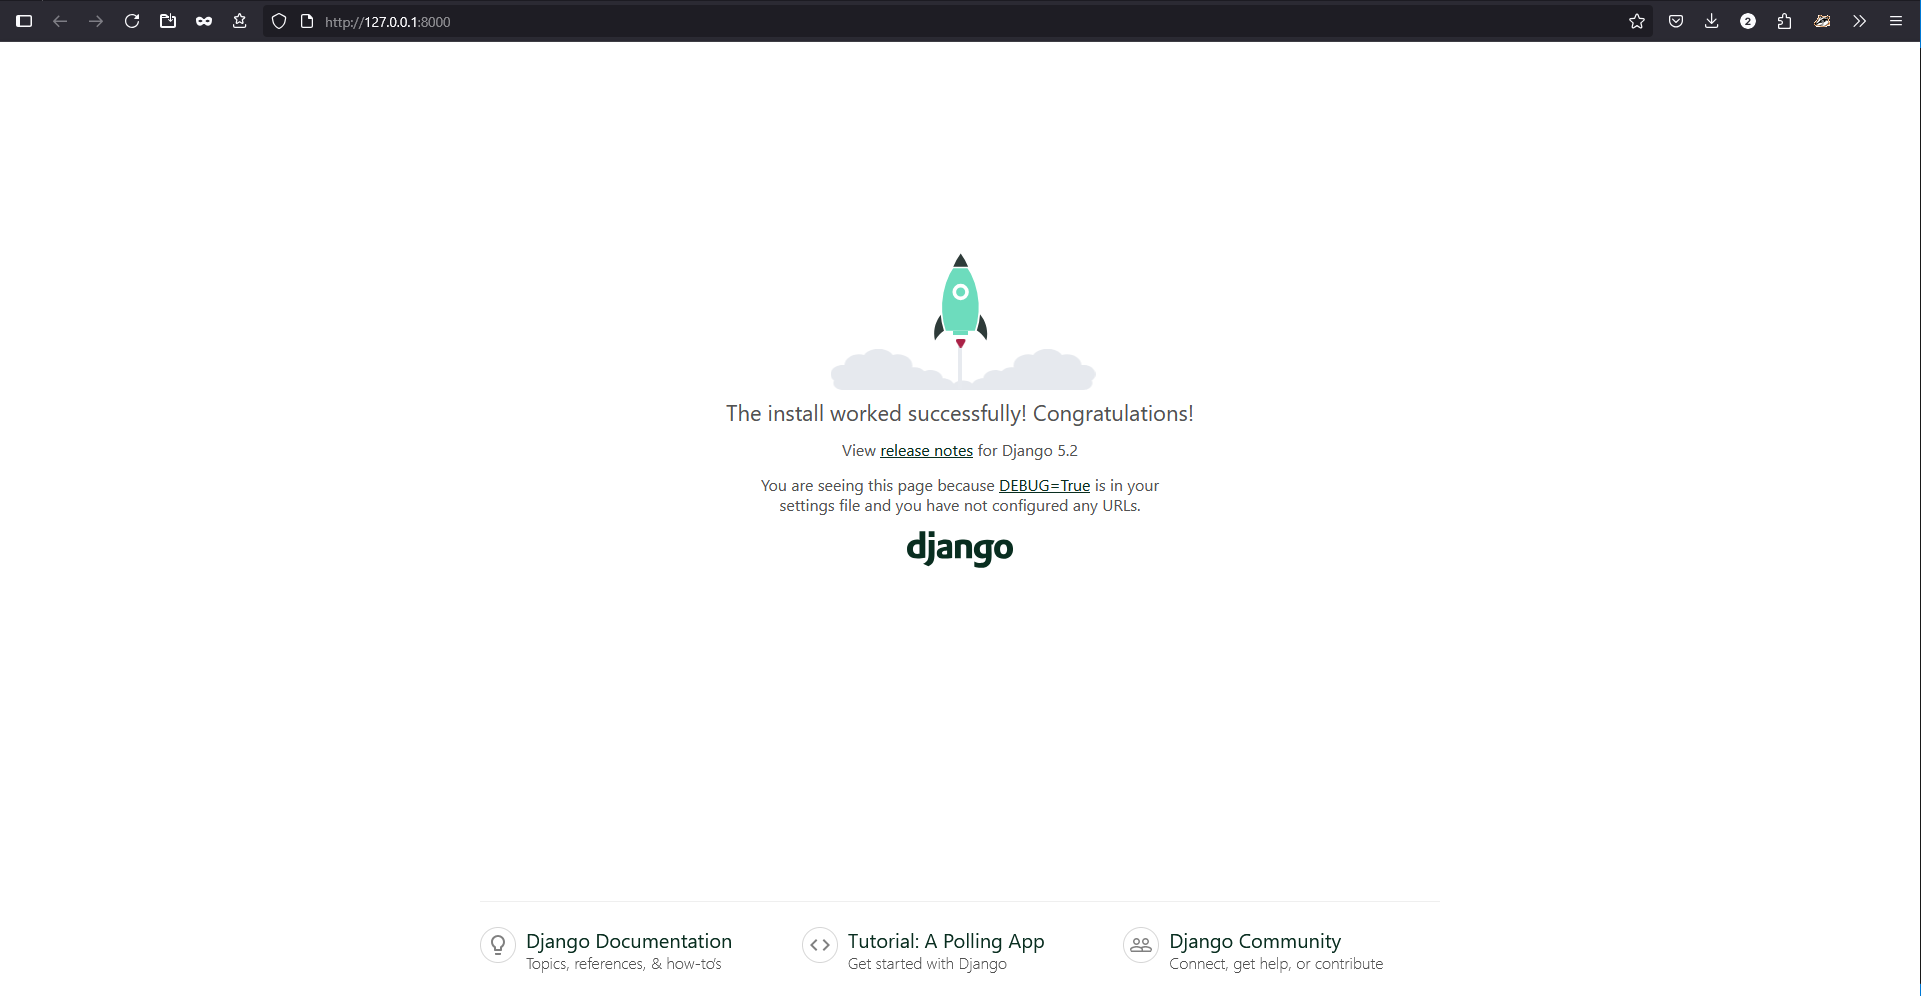 http://127.0.0.1:8000
2
The install worked successfully! Congratulations!
View release notes for Django 5.2
You are seeing this page because DEBUG=True is in your
settings file and you have not configured any URLs.
django
Django Documentation
Topics, references, & how-to’s
Tutorial: A Polling App
Get started with Django
Django Community
Connect, get help, or contribute